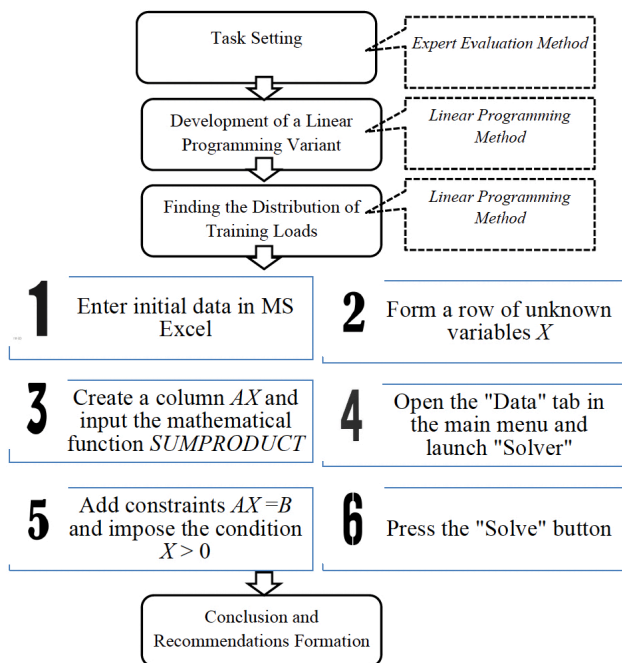 Task Setting
Expert Evaluation Method
Development of a Linear
Programming Variant
Linear Programming
Method
Finding the Distribution of
Training Loads
Linear Programming
Method
1
Enter initial data in MS
Excel
2
Form a row of unknown
variables X
3
Create a column AX and
input the mathematical
function SUMPRODUCT
4
Open the "Data" tab in
the main menu and
launch "Solver"
5
Add constraints AX =B
and impose the condition
X > 0
6
Press the "Solve" button
Conclusion and
Recommendations Formation